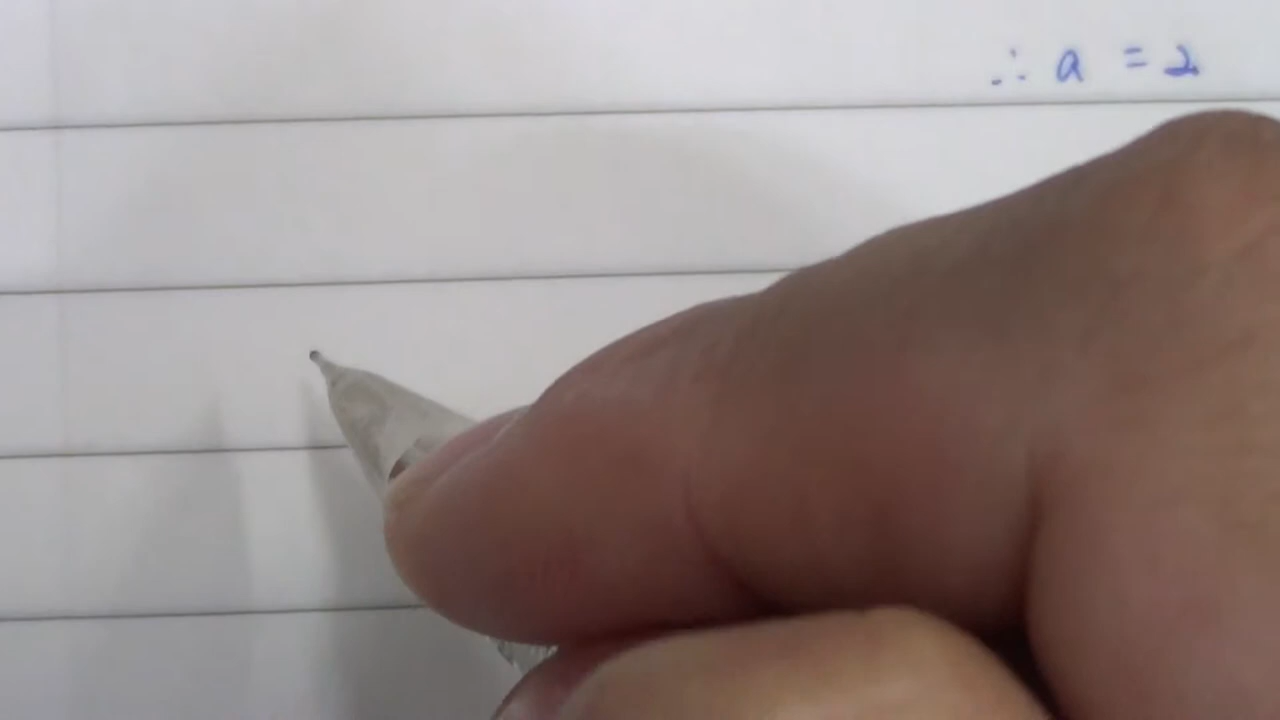 ∴ a = 2